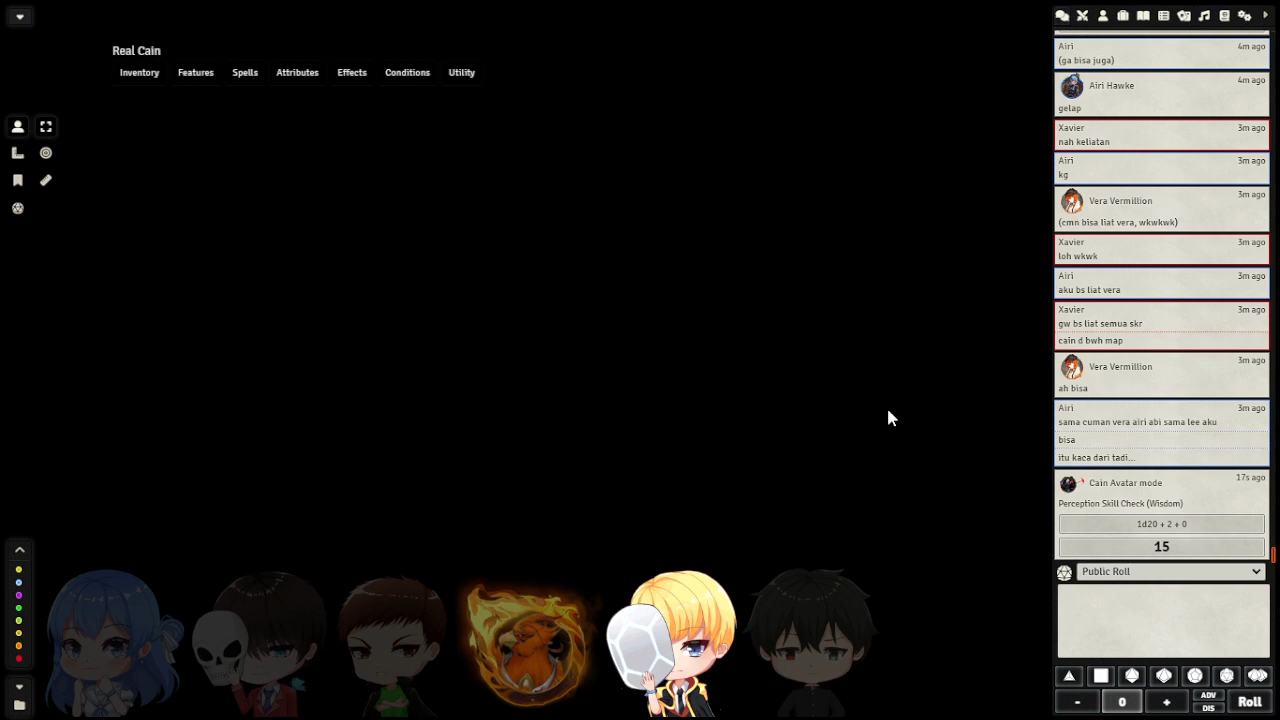 Real Cain
Inventory
Features
Spells
Attributes
Effects
Conditions
Utility
Airi
4m ago
(ga bisa juga)
Airi Hawke
4m ago
gelap
Xavier
3m ago
nah keliatan
Airi
3m ago
kg
Vera Vermillion
3m ago
(cmn bisa liat vera, wkwkwk)
Xavier
3m ago
loh wkwk
Airi
3m ago
aku bs liat vera
Xavier
3m ago
gw bs liat semua skr
cain d bwh map
Vera Vermillion
3m ago
ah bisa
Airi
3m ago
sama cuman vera airi abi sama lee aku
bisa
itu kaca dari tadi...
Cain Avatar mode
17s ago
Perception Skill Check (Wisdom)
1d20 + 2 + 0
15
Public Roll
-
0
+
ADV
DIS
Roll